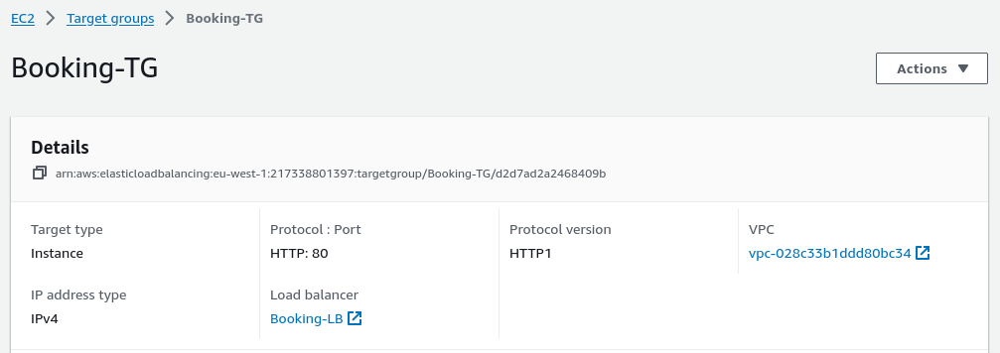 EC2 Target groups Booking-TG
Booking-TG
Actions
Details
arn:aws:elasticloadbalancing:eu-west-1:217338801397:targetgroup/Booking-TG/d2d7ad2a2468409b
Target type
Instance
Protocol : Port
HTTP: 80
Protocol version
HTTP1
VPC
vpc-028c33b1ddd80bc34
IP address type
IPv4
Load balancer
Booking-LB